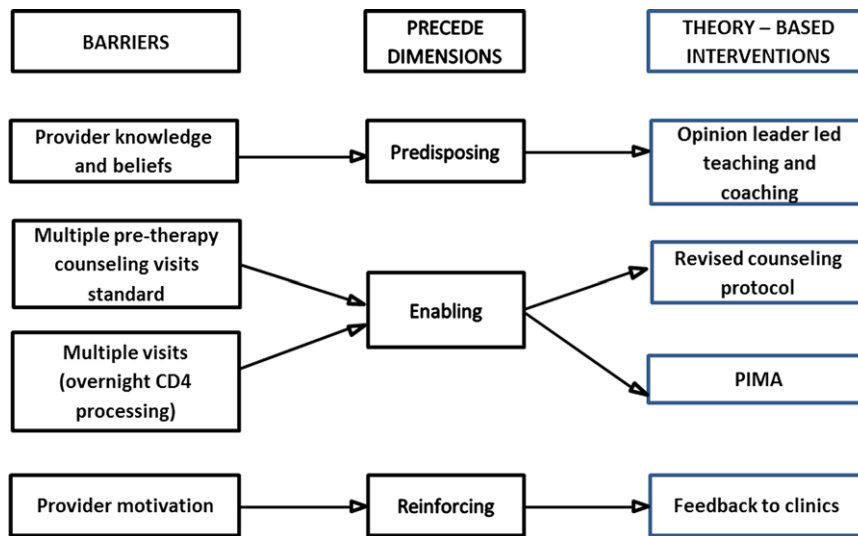 BARRIERS
PRECEDE
DIMENSIONS
THEORY – BASED
INTERVENTIONS
Provider knowledge
and beliefs
Predisposing
Opinion leader led
teaching and
coaching
Multiple pre-therapy
counseling visits
standard
Multiple visits
(overnight CD4
processing)
Enabling
Revised counseling
protocol
PIMA
Provider motivation
Reinforcing
Feedback to clinics